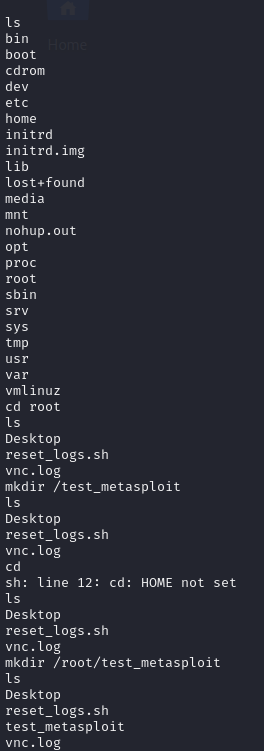 Home
ls
bin
boot
cdrom
dev
etc
home
initrd
initrd.img
lib
lost+found
media
mnt
nohup.out
opt
proc
root
sbin
srv
sys
tmp
usr
var
vmlinuz
cd root
ls
Desktop
reset_logs.sh
vnc.log
mkdir /test_metasploit
ls
Desktop
reset_logs.sh
vnc.log
cd
sh: line 12: cd: HOME not set
ls
Desktop
reset_logs.sh
vnc.log
mkdir /root/test_metasploit
ls
Desktop
reset_logs.sh
test_metasploit
vnc.log